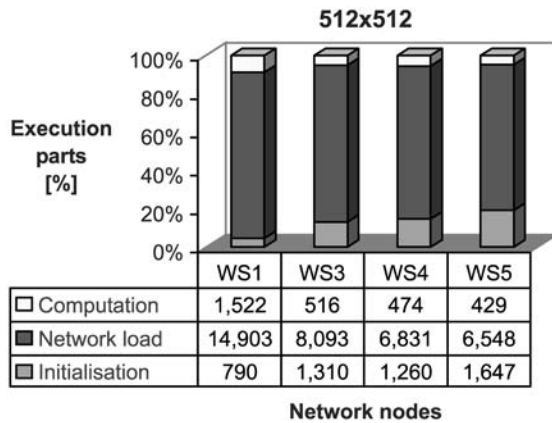 512x512
100%
80%
60%
40%
20%
0%
Execution
parts
[%]
WS1 WS3 WS4 WS5
Computation 1,522 516 474 429
Network load 14,903 8,093 6,831 6,548
Initialisation 790 1,310 1,260 1,647
Network nodes